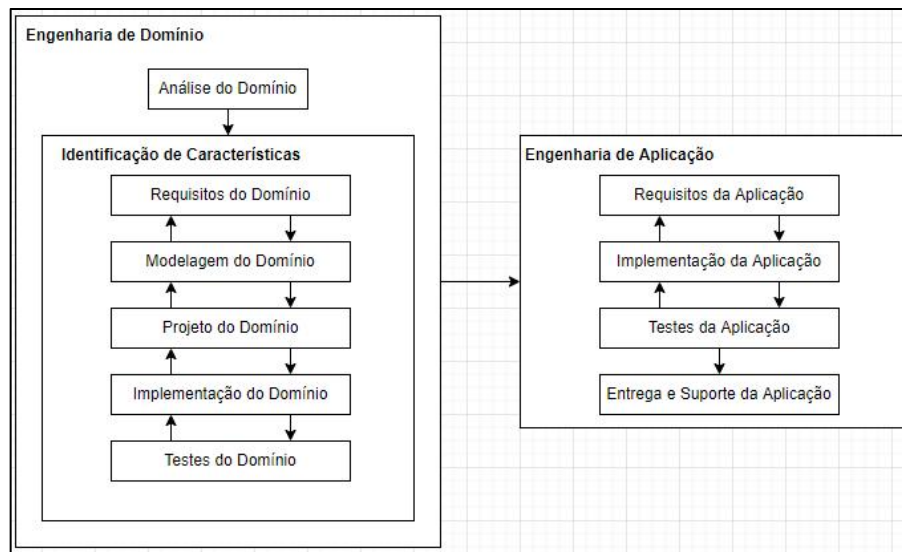 Engenharia de Domínio
Análise do Domínio
Identificação de Características
Requisitos do Domínio
Modelagem do Domínio
Projeto do Domínio
Implementação do Domínio
Testes do Domínio
Engenharia de Aplicação
Requisitos da Aplicação
Implementação da Aplicação
Testes da Aplicação
Entrega e Suporte da Aplicação